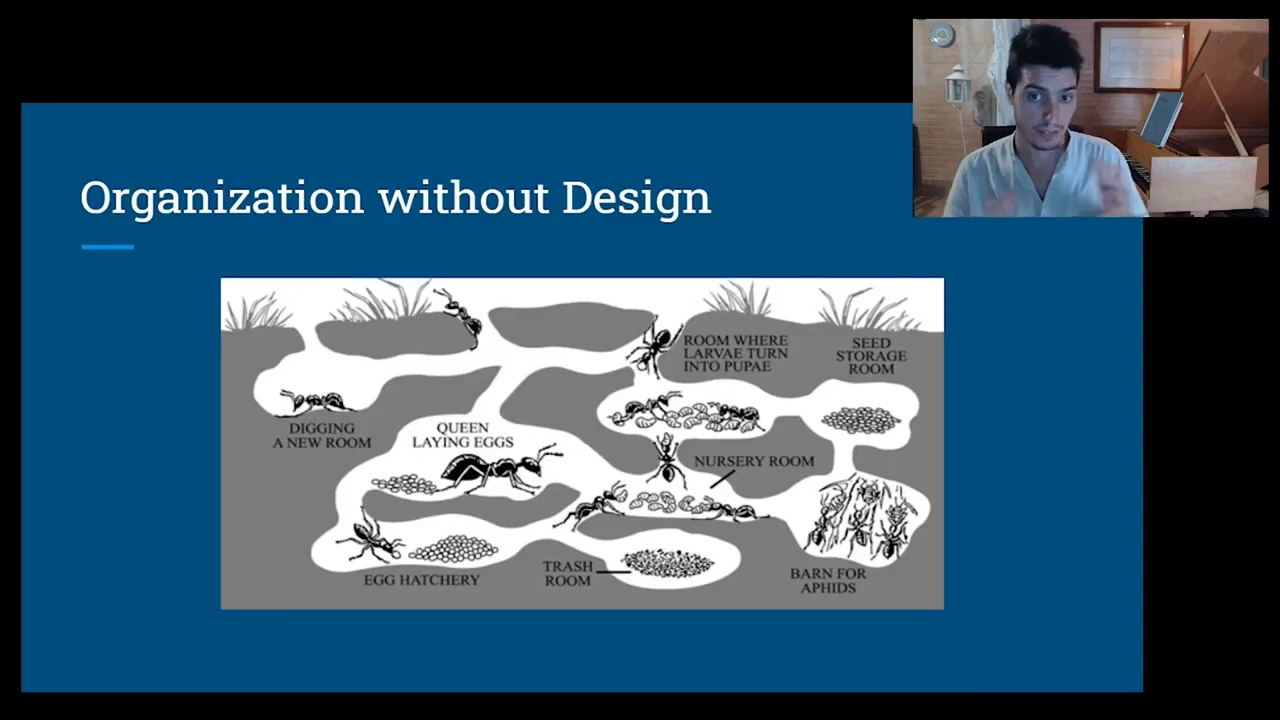 Organization without Design
ROOM WHERE
LARVAE TURN
INTO PUPAE
SEED
STORAGE
ROOM
DIGGING
A NEW ROOM
QUEEN
LAYING EGGS
NURSERY ROOM
EGG HATCHERY
TRASH
ROOM
BARN FOR
APHIDS